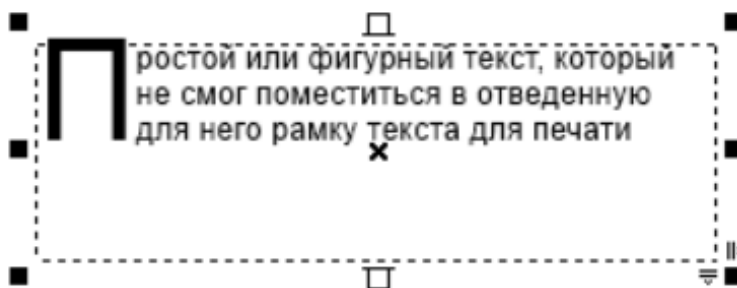 Простой или фигурный текст, который
не смог поместиться в отведенную
для него рамку текста для печати